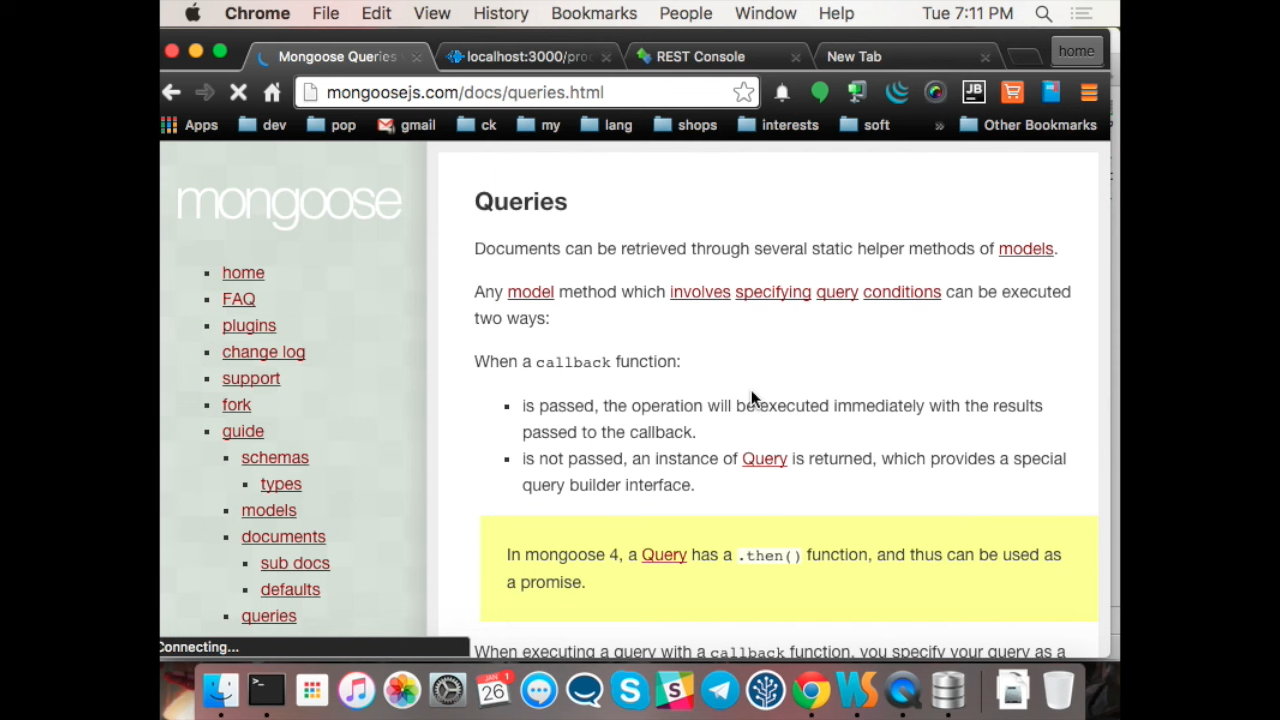 Chrome File Edit View History Bookmarks People Window Help Tue 7:11 PM
Mongoose Queries localhost:3000/pro REST Console New Tab home
mongoosejs.com/docs/queries.html JB
Apps dev pop gmail ck my lang shops interests soft » Other Bookmarks
mongoose
home
FAQ
plugins
change log
support
fork
guide
schemas
types
models
documents
sub docs
defaults
queries
Queries
Documents can be retrieved through several static helper methods of models.
Any model method which involves specifying query conditions can be executed
two ways:
When a callback function:
is passed, the operation will be executed immediately with the results
passed to the callback.
is not passed, an instance of Query is returned, which provides a special
query builder interface.
In mongoose 4, a Query has a .then() function, and thus can be used as
a promise.
When executing a query with a callback function, you specify your query as a
Connecting...
JAN 1
26